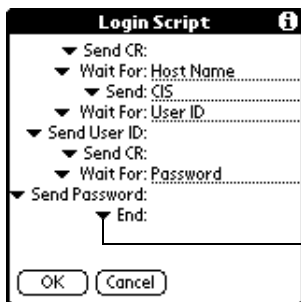 Login Script
Send CR:
Wait For: Host Name
Send: CIS
Wait For: User ID
Send User ID:
Send CR:
Wait For: Password
Send Password:
End:
OK Cancel